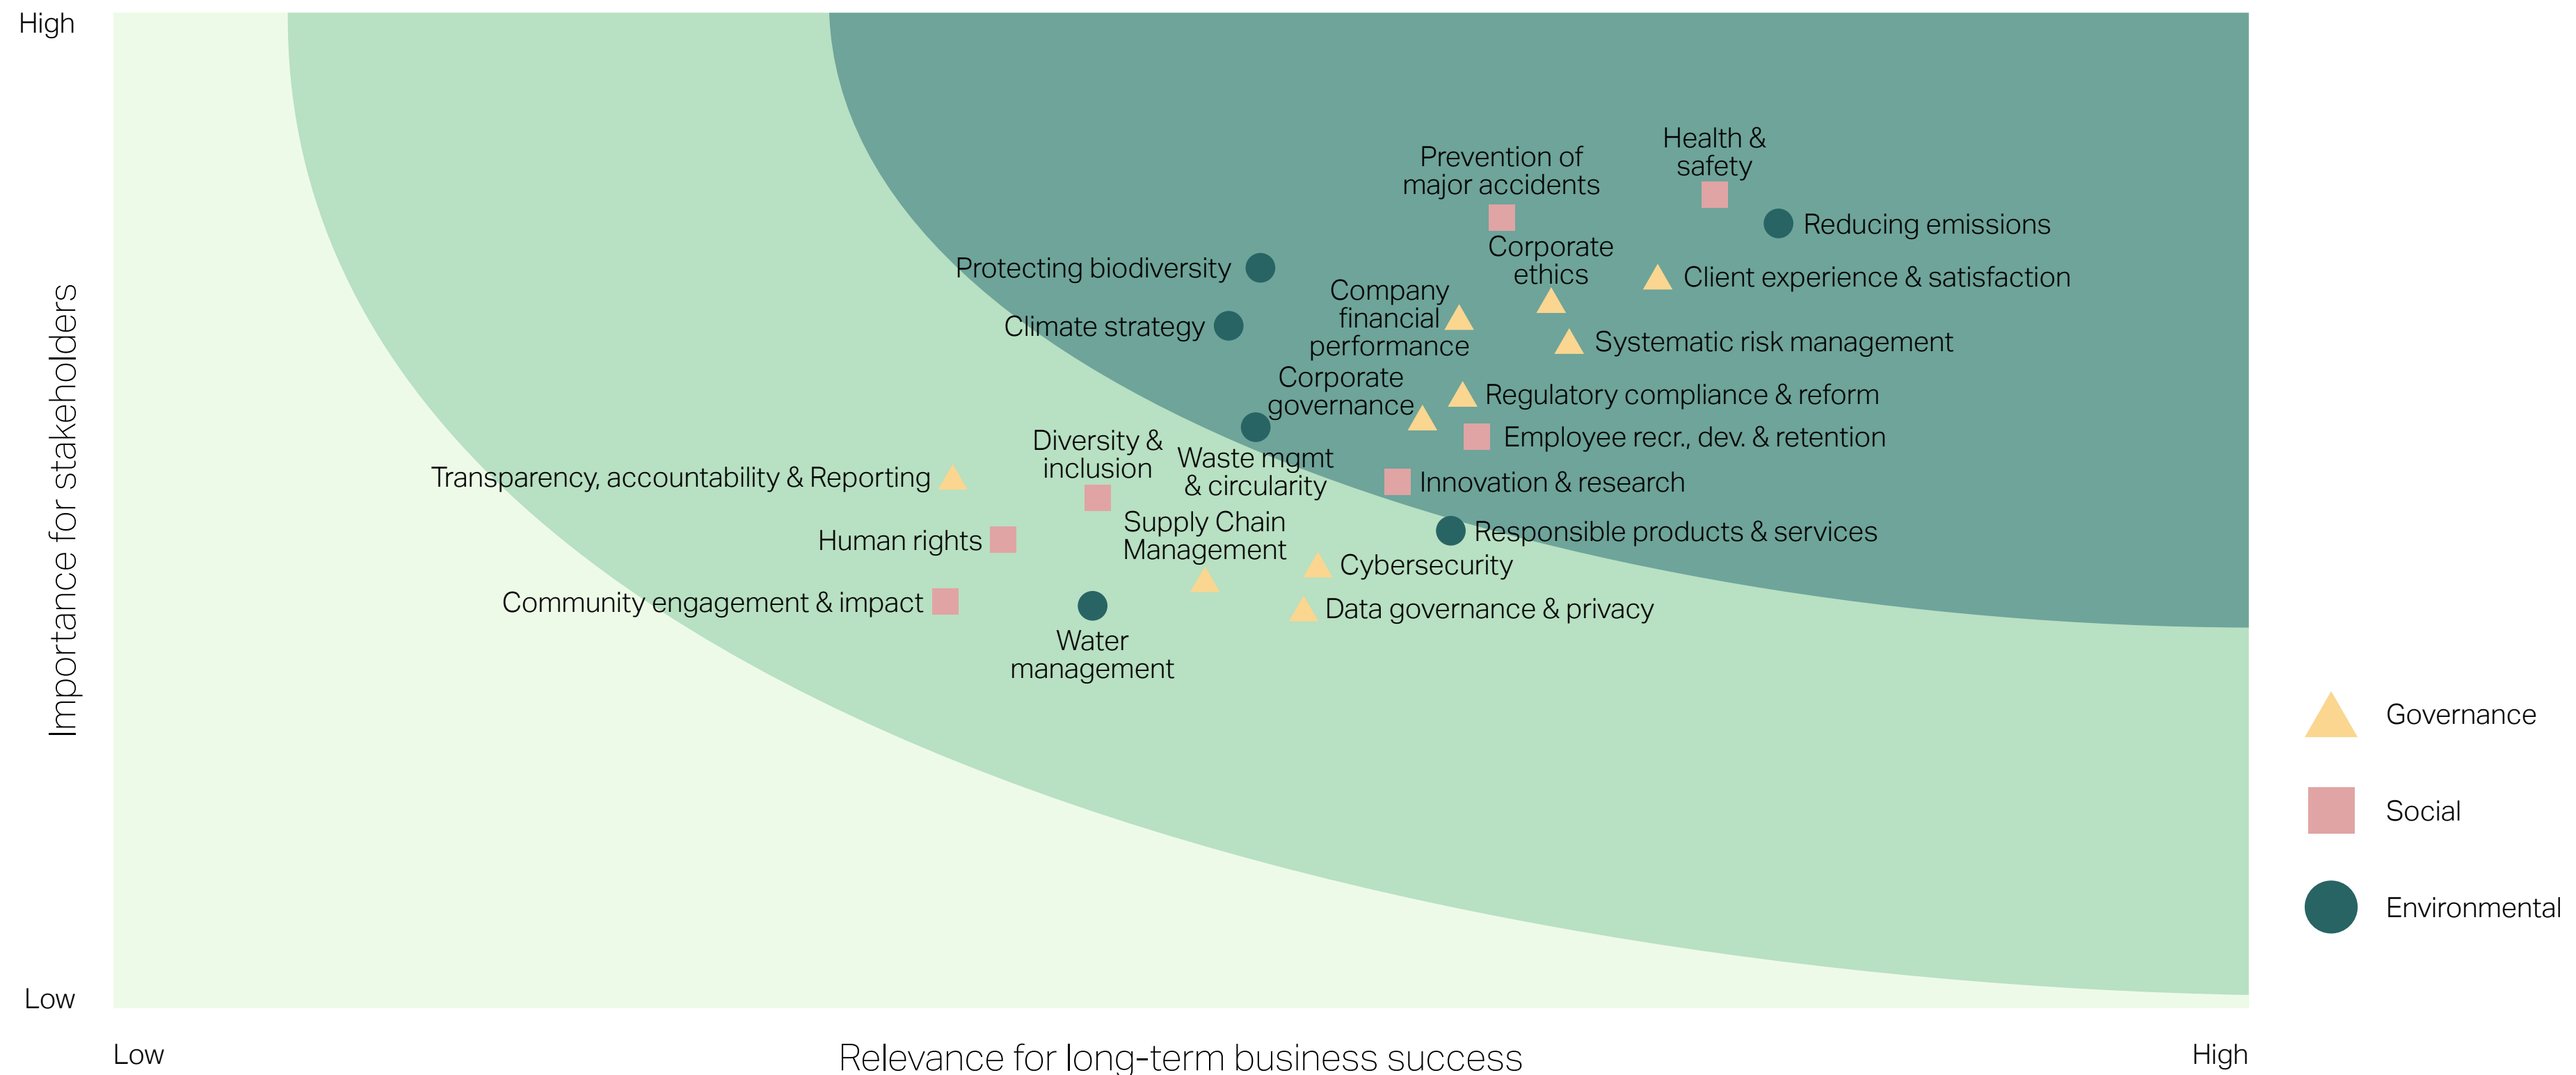 High
Health &
safety
Prevention of
major accidents
Reducing emissions
Corporate
ethics
Protecting biodiversity
Client experience & satisfaction
Company
financial
performance
Climate strategy
Systematic risk management
Corporate
governance
Regulatory compliance & reform
Employee recr., dev. & retention
Diversity &
inclusion
Waste mgmt
& circularity
Transparency, accountability & Reporting
Innovation & research
Supply Chain
Management
Responsible products & services
Human rights
Cybersecurity
Community engagement & impact
Data governance & privacy
Water
management
Importance for stakeholders
Governance
Social
Environmental
Low
Low
Relevance for long-term business success
High